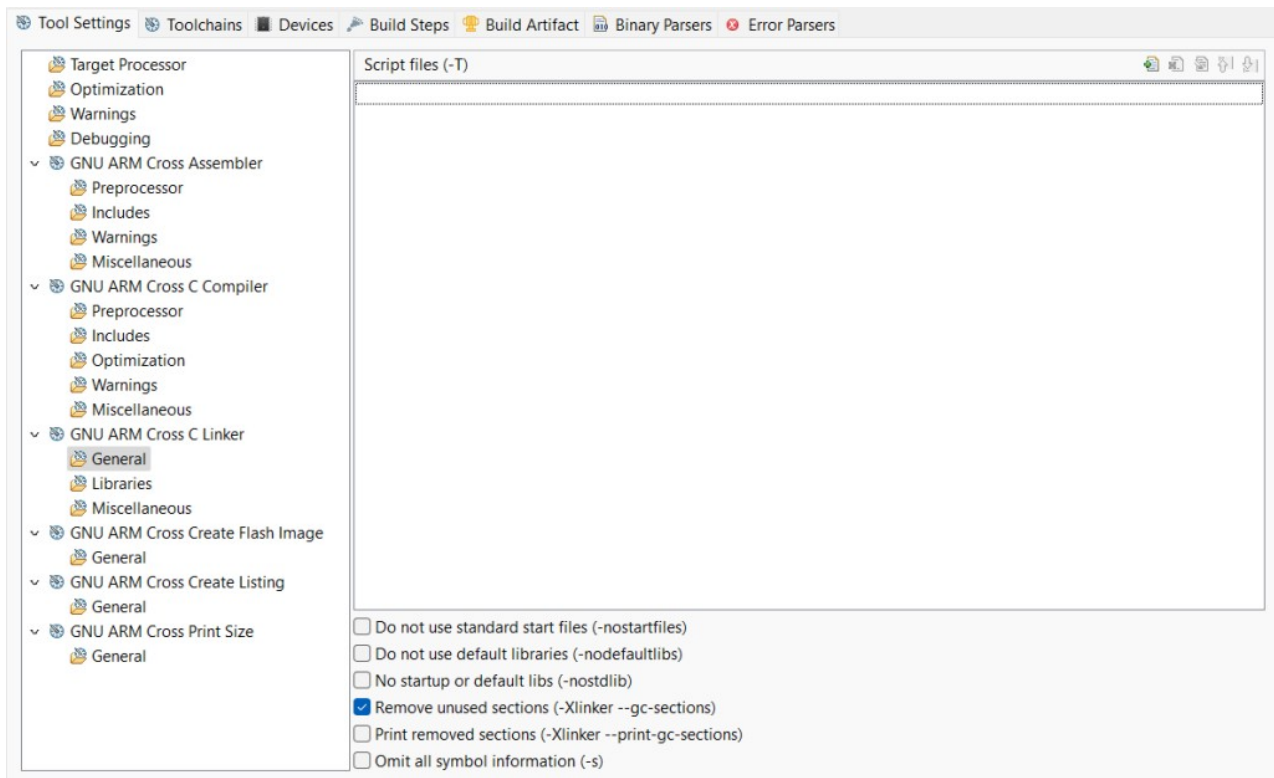 Tool Settings Toolchains Devices Build Steps Build Artifact Binary Parsers Error Parsers
Target Processor
Optimization
Warnings
Debugging
GNU ARM Cross Assembler
Preprocessor
Includes
Warnings
Miscellaneous
GNU ARM Cross C Compiler
Preprocessor
Includes
Optimization
Warnings
Miscellaneous
GNU ARM Cross C Linker
General
Libraries
Miscellaneous
GNU ARM Cross Create Flash Image
General
GNU ARM Cross Create Listing
General
GNU ARM Cross Print Size
General
Script files (-T)
Do not use standard start files (-nostartfiles)
Do not use default libraries (-nodefaultlibs)
No startup or default libs (-nostdlib)
Remove unused sections (-Xlinker --gc-sections)
Print removed sections (-Xlinker --print-gc-sections)
Omit all symbol information (-s)